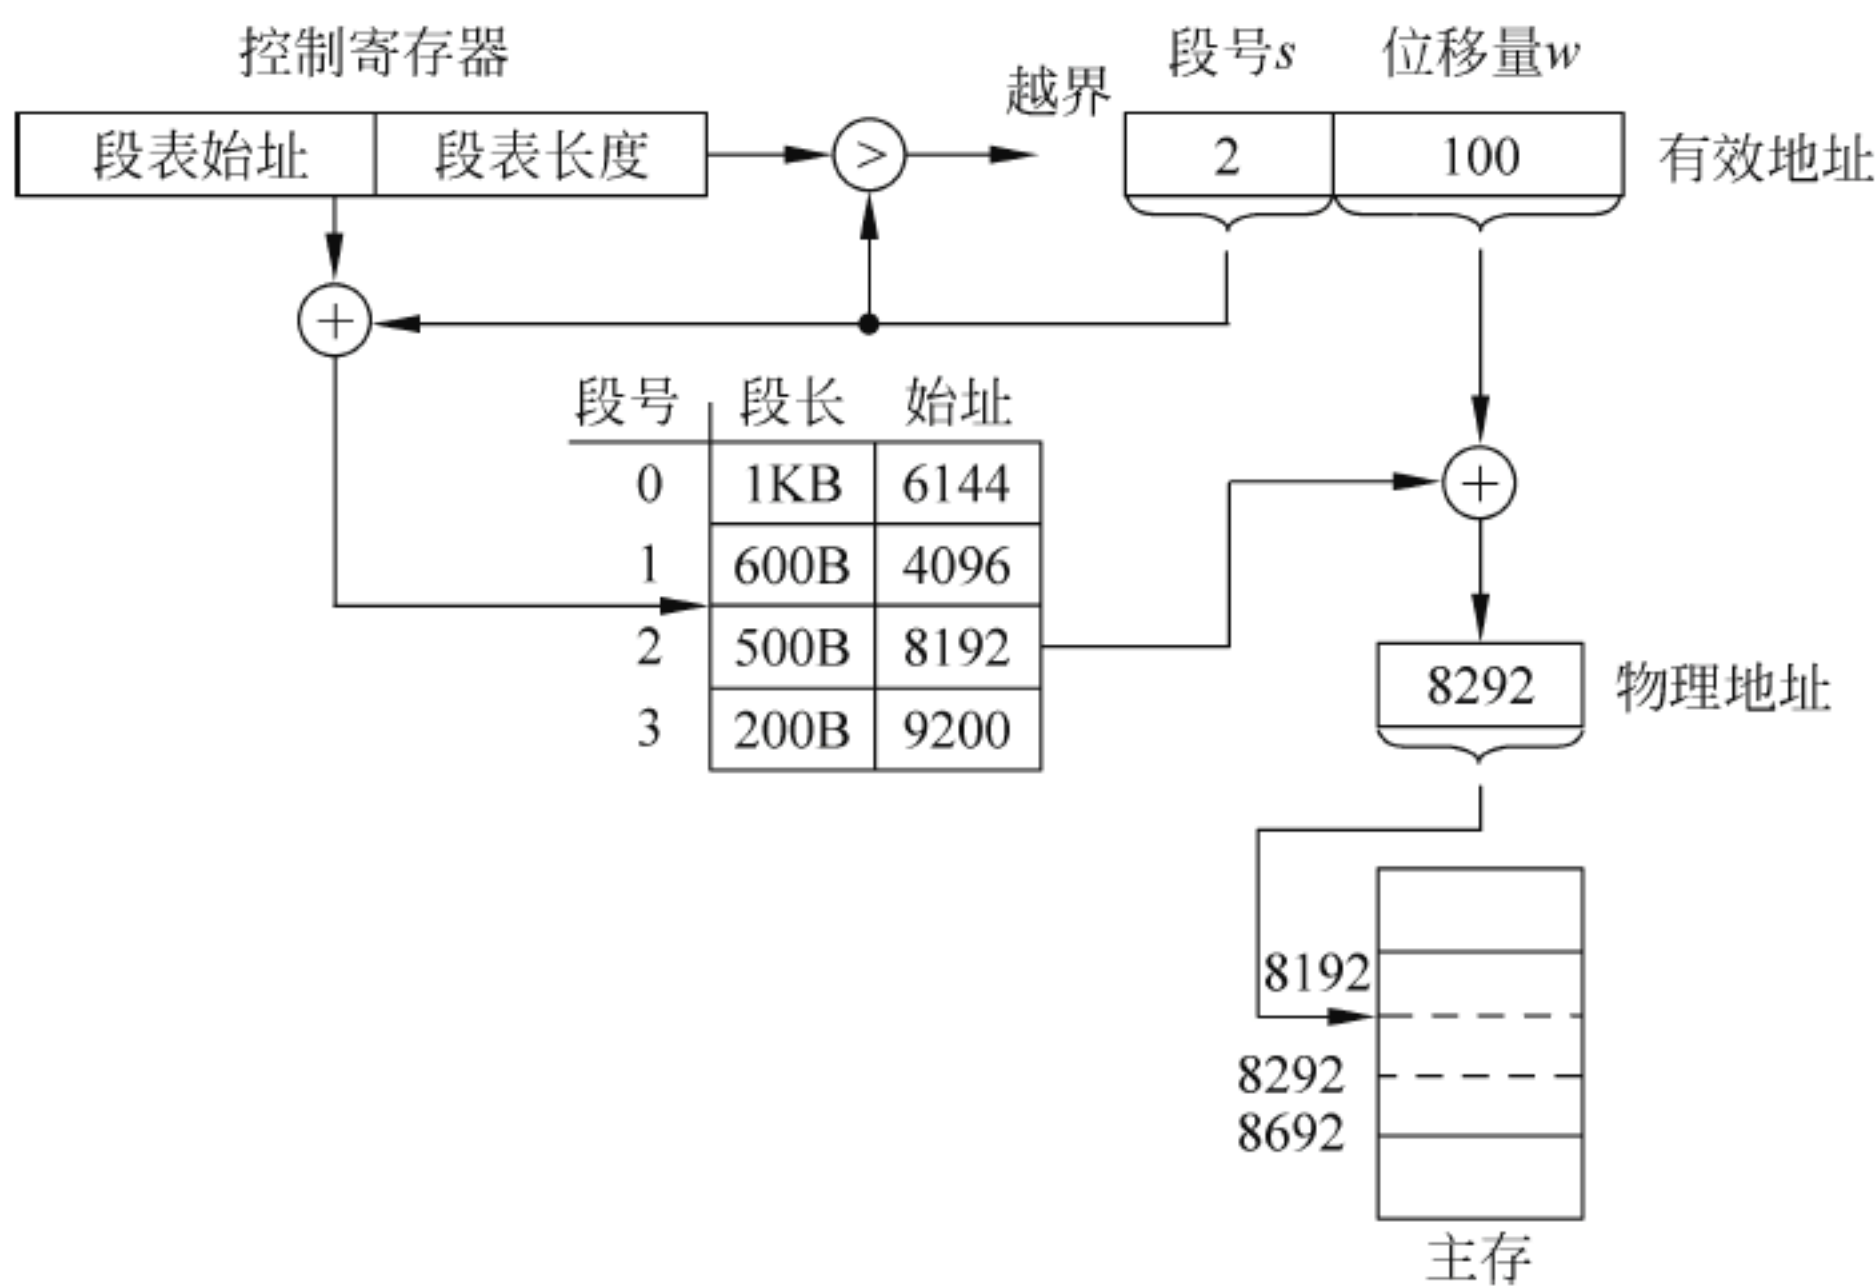 控制寄存器
段表始址 段表长度
>
越界
段号s 位移量w
2 100
有效地址
+
段号 段长 始址
0 1KB 6144
1 600B 4096
2 500B 8192
3 200B 9200
+
8292
物理地址
8192
8292
8692
主存